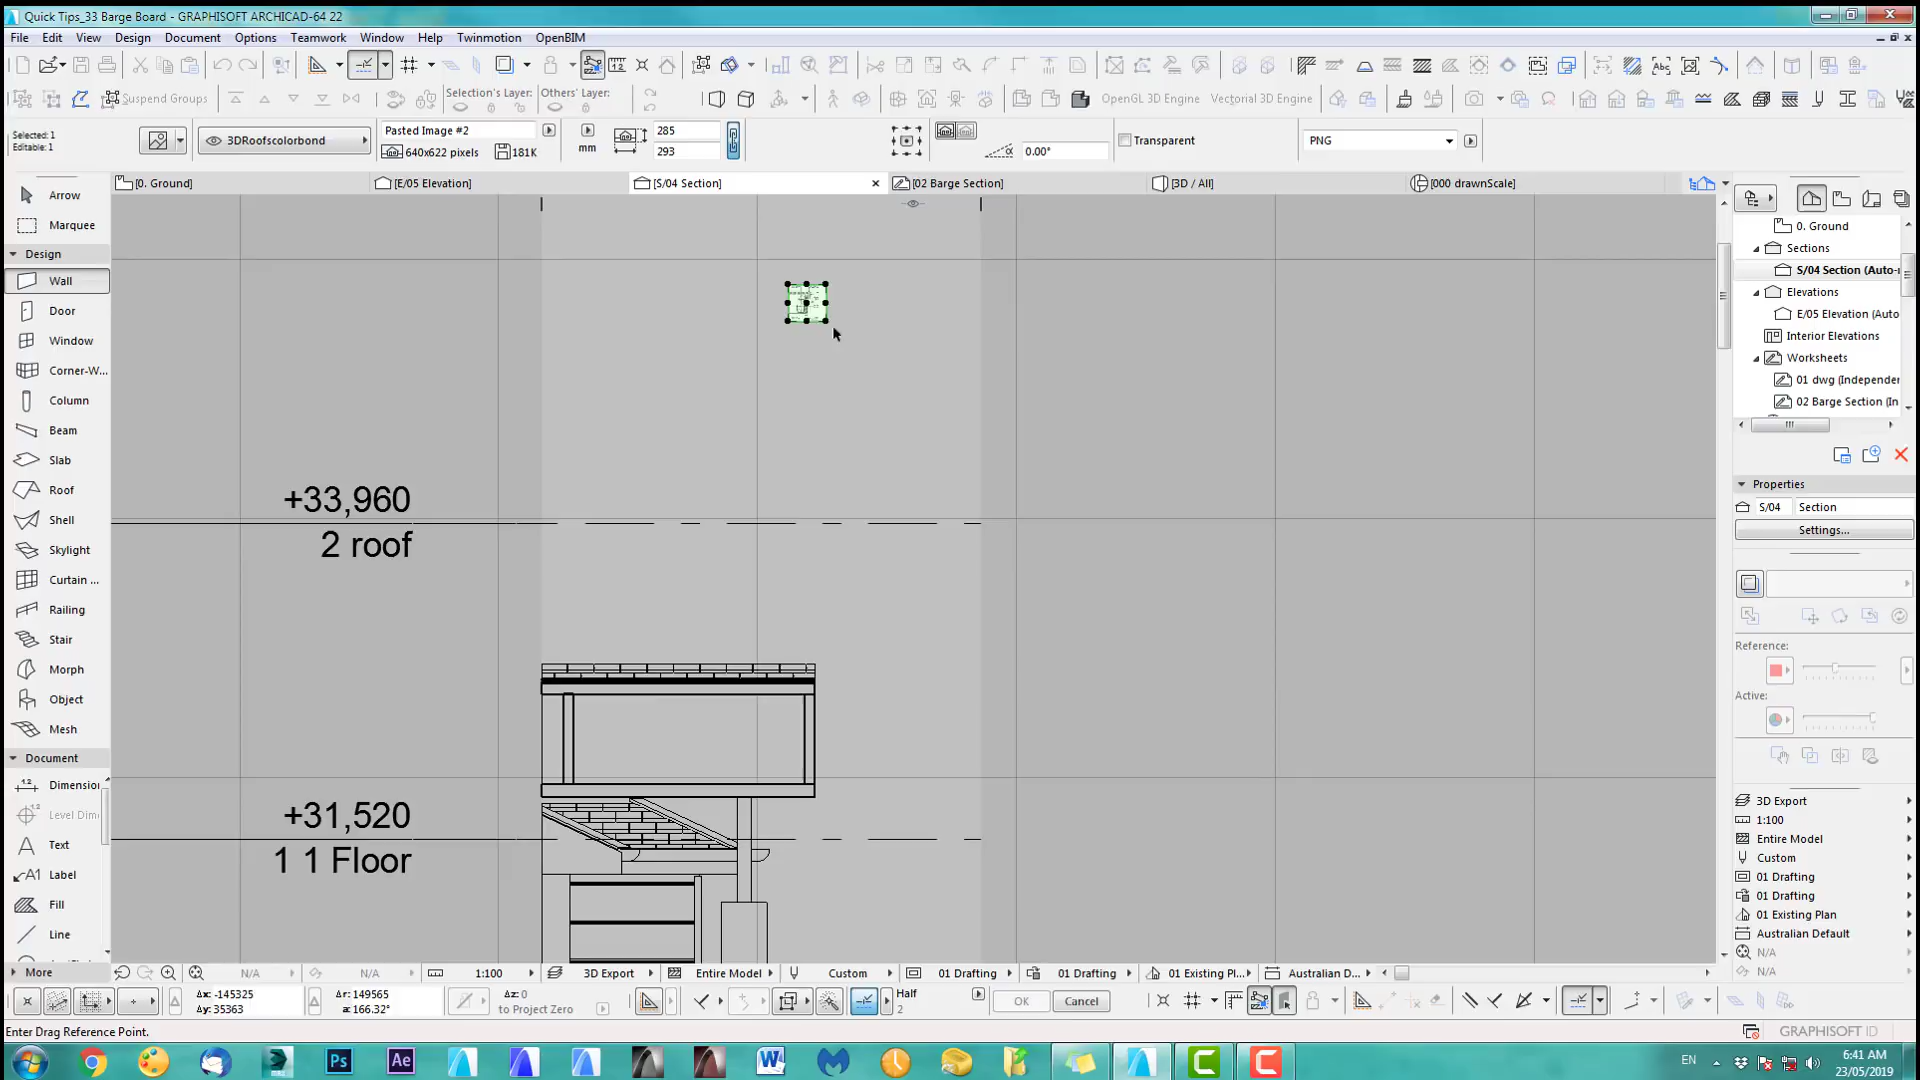 Quick Tips_33 Barge Board - GRAPHISOFT ARCHICAD-64 22
File Edit View Design Document Options Teamwork Window Help Twinmotion OpenBIM
Suspend Groups
Selection's Layer: Others' Layer:
OpenGL 3D Engine Vectorial 3D Engine
Selected: 1
Editable: 1
3DRoofscolorbond
Pasted Image #2
640x622 pixels 181K
mm
285
293
0.00°
Transparent
PNG
[0. Ground] [E/05 Elevation] [S/04 Section] [02 Barge Section] [3D / All] [000 drawnScale]
Arrow
Marquee
Design
Wall
Door
Window
Corner-W...
Column
Beam
Slab
Roof
Shell
Skylight
Curtain ...
Railing
Stair
Morph
Object
Mesh
Document
Dimensio
Level Dim
Text
Label
Fill
Line
More
+33,960
2 roof
+31,520
1 1 Floor
0. Ground
Sections
S/04 Section (Auto-
Elevations
E/05 Elevation (Auto
Interior Elevations
Worksheets
01 dwg (Independe
02 Barge Section (In
Properties
S/04 Section
Settings...
Reference:
Active:
3D Export
1:100
Entire Model
Custom
01 Drafting
01 Drafting
01 Existing Plan
Australian Default
N/A
N/A
N/A N/A 1:100 3D Export Entire Model Custom 01 Drafting 01 Drafting 01 Existing Pl... Australian D...
Δx: -145325
Δy: 35363
Δr: 149565
a: 166.32°
Δz: 0
to Project Zero
Half
2
OK Cancel
Enter Drag Reference Point.
GRAPHISOFT ID
Ps Ae W
EN
6:41 AM
23/05/2019